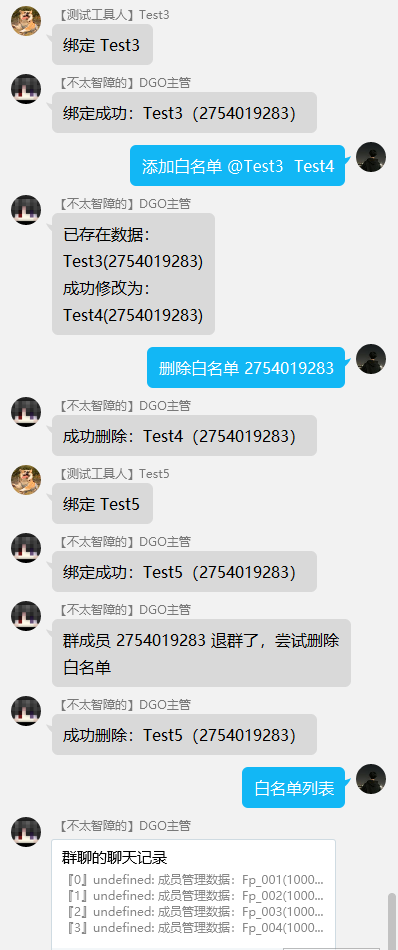 【测试工具人】Test3
绑定 Test3
【不太智障的】DGO主管
绑定成功：Test3（2754019283）
添加白名单 @Test3  Test4
【不太智障的】DGO主管
已存在数据：
Test3(2754019283)
成功修改为：
Test4(2754019283)
删除白名单 2754019283
【不太智障的】DGO主管
成功删除：Test4（2754019283）
【测试工具人】Test5
绑定 Test5
【不太智障的】DGO主管
绑定成功：Test5（2754019283）
【不太智障的】DGO主管
群成员 2754019283 退群了，尝试删除
白名单
【不太智障的】DGO主管
成功删除：Test5（2754019283）
白名单列表
【不太智障的】DGO主管
群聊的聊天记录
『0』undefined: 成员管理数据：Fp_001(1000...
『1』undefined: 成员管理数据：Fp_002(1000...
『2』undefined: 成员管理数据：Fp_003(1000...
『3』undefined: 成员管理数据：Fp_004(1000...